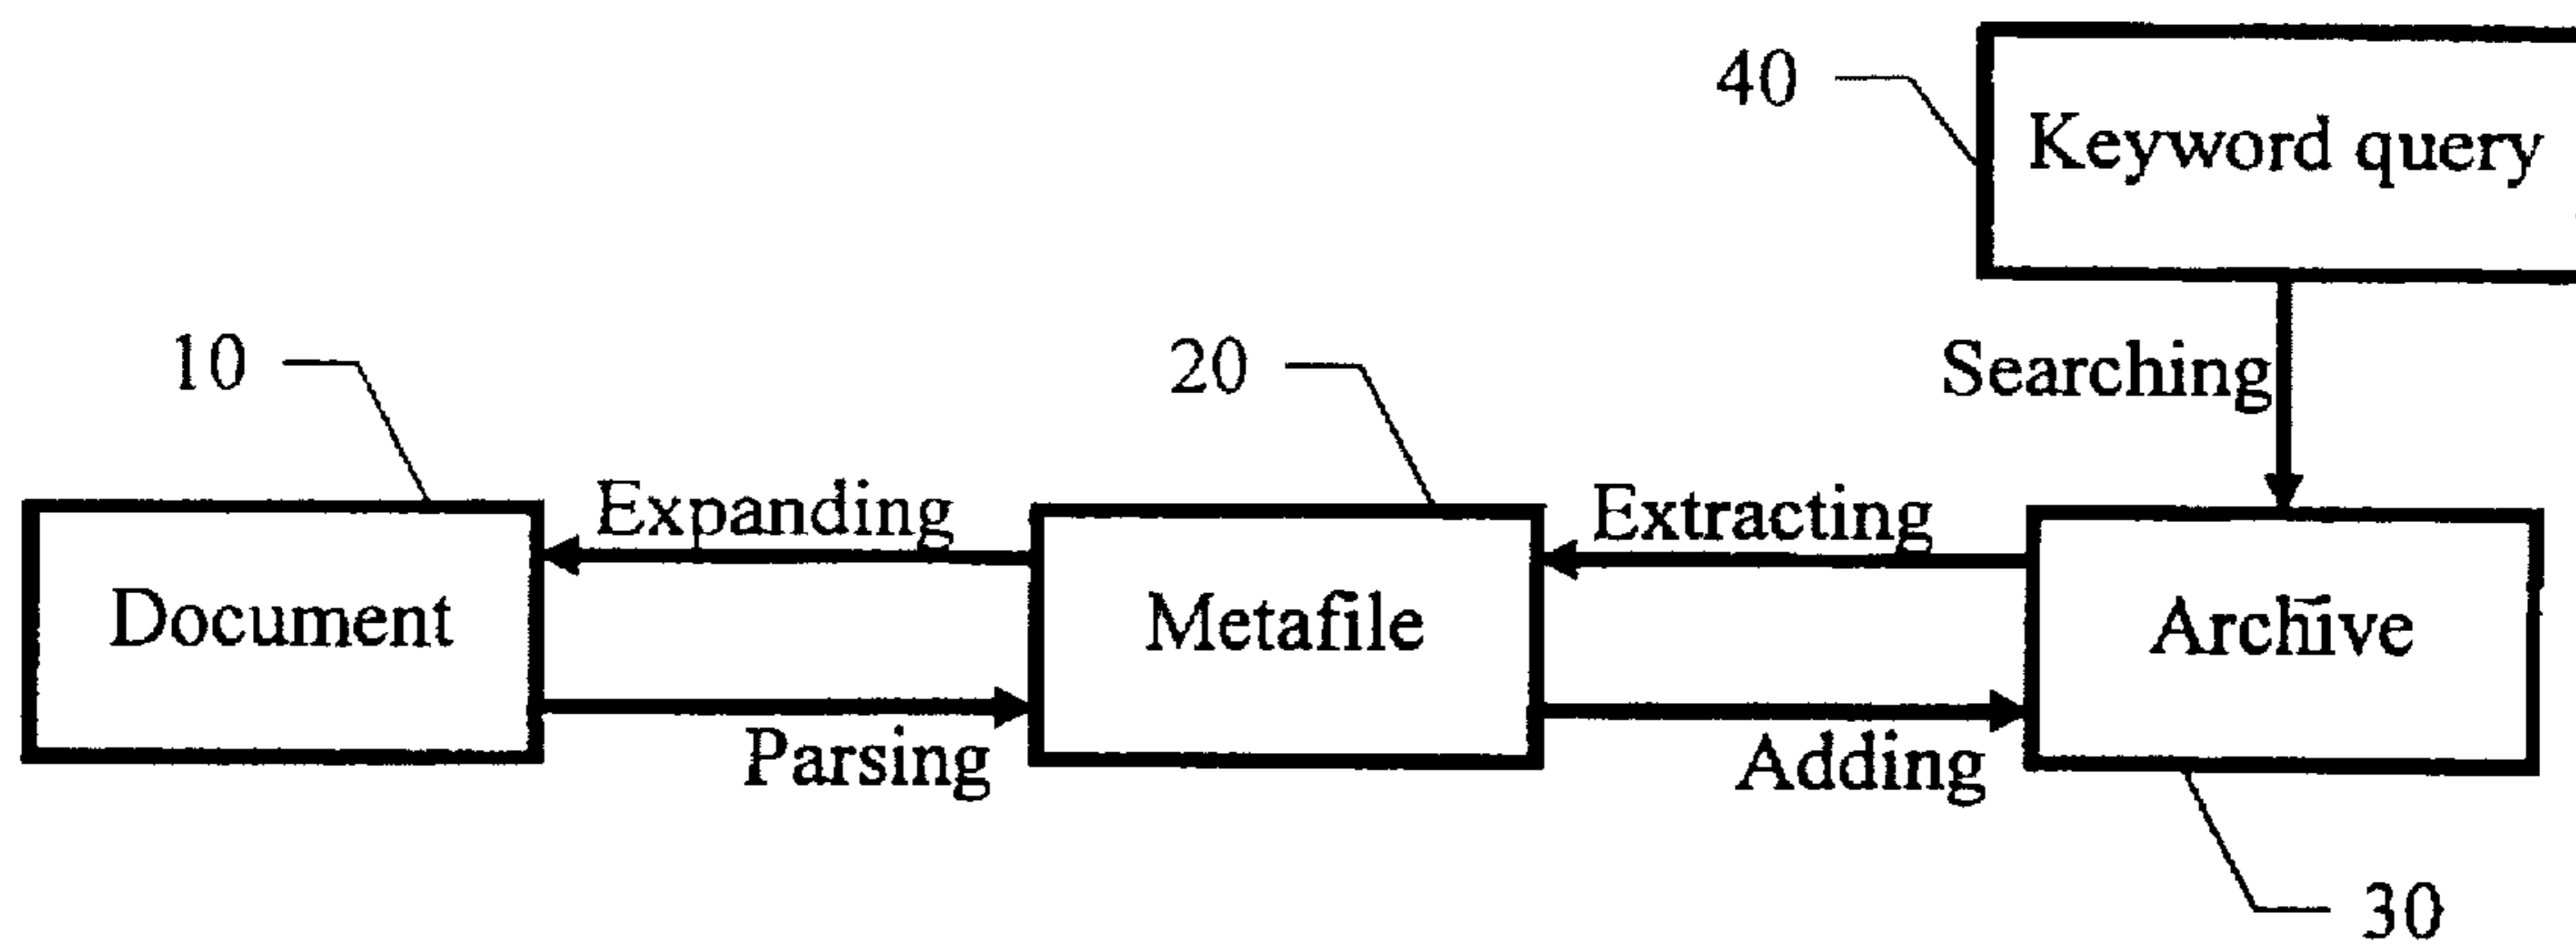 40
Keyword query
Searching
10
20
Expanding
Extracting
Document
Metafile
Archive
Parsing
Adding
30